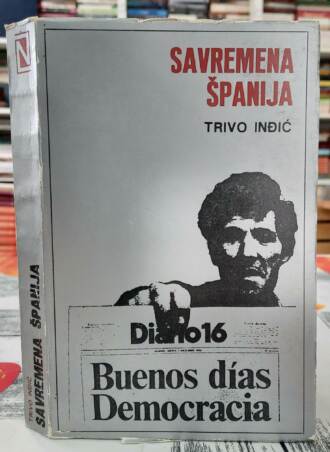 SAVREMENA
ŠPANIJA
TRIVO INĐIĆ
Diario16
Buenos días
Democracia
N
TRIVO INĐIĆ
SAVREMENA ŠPANIJA